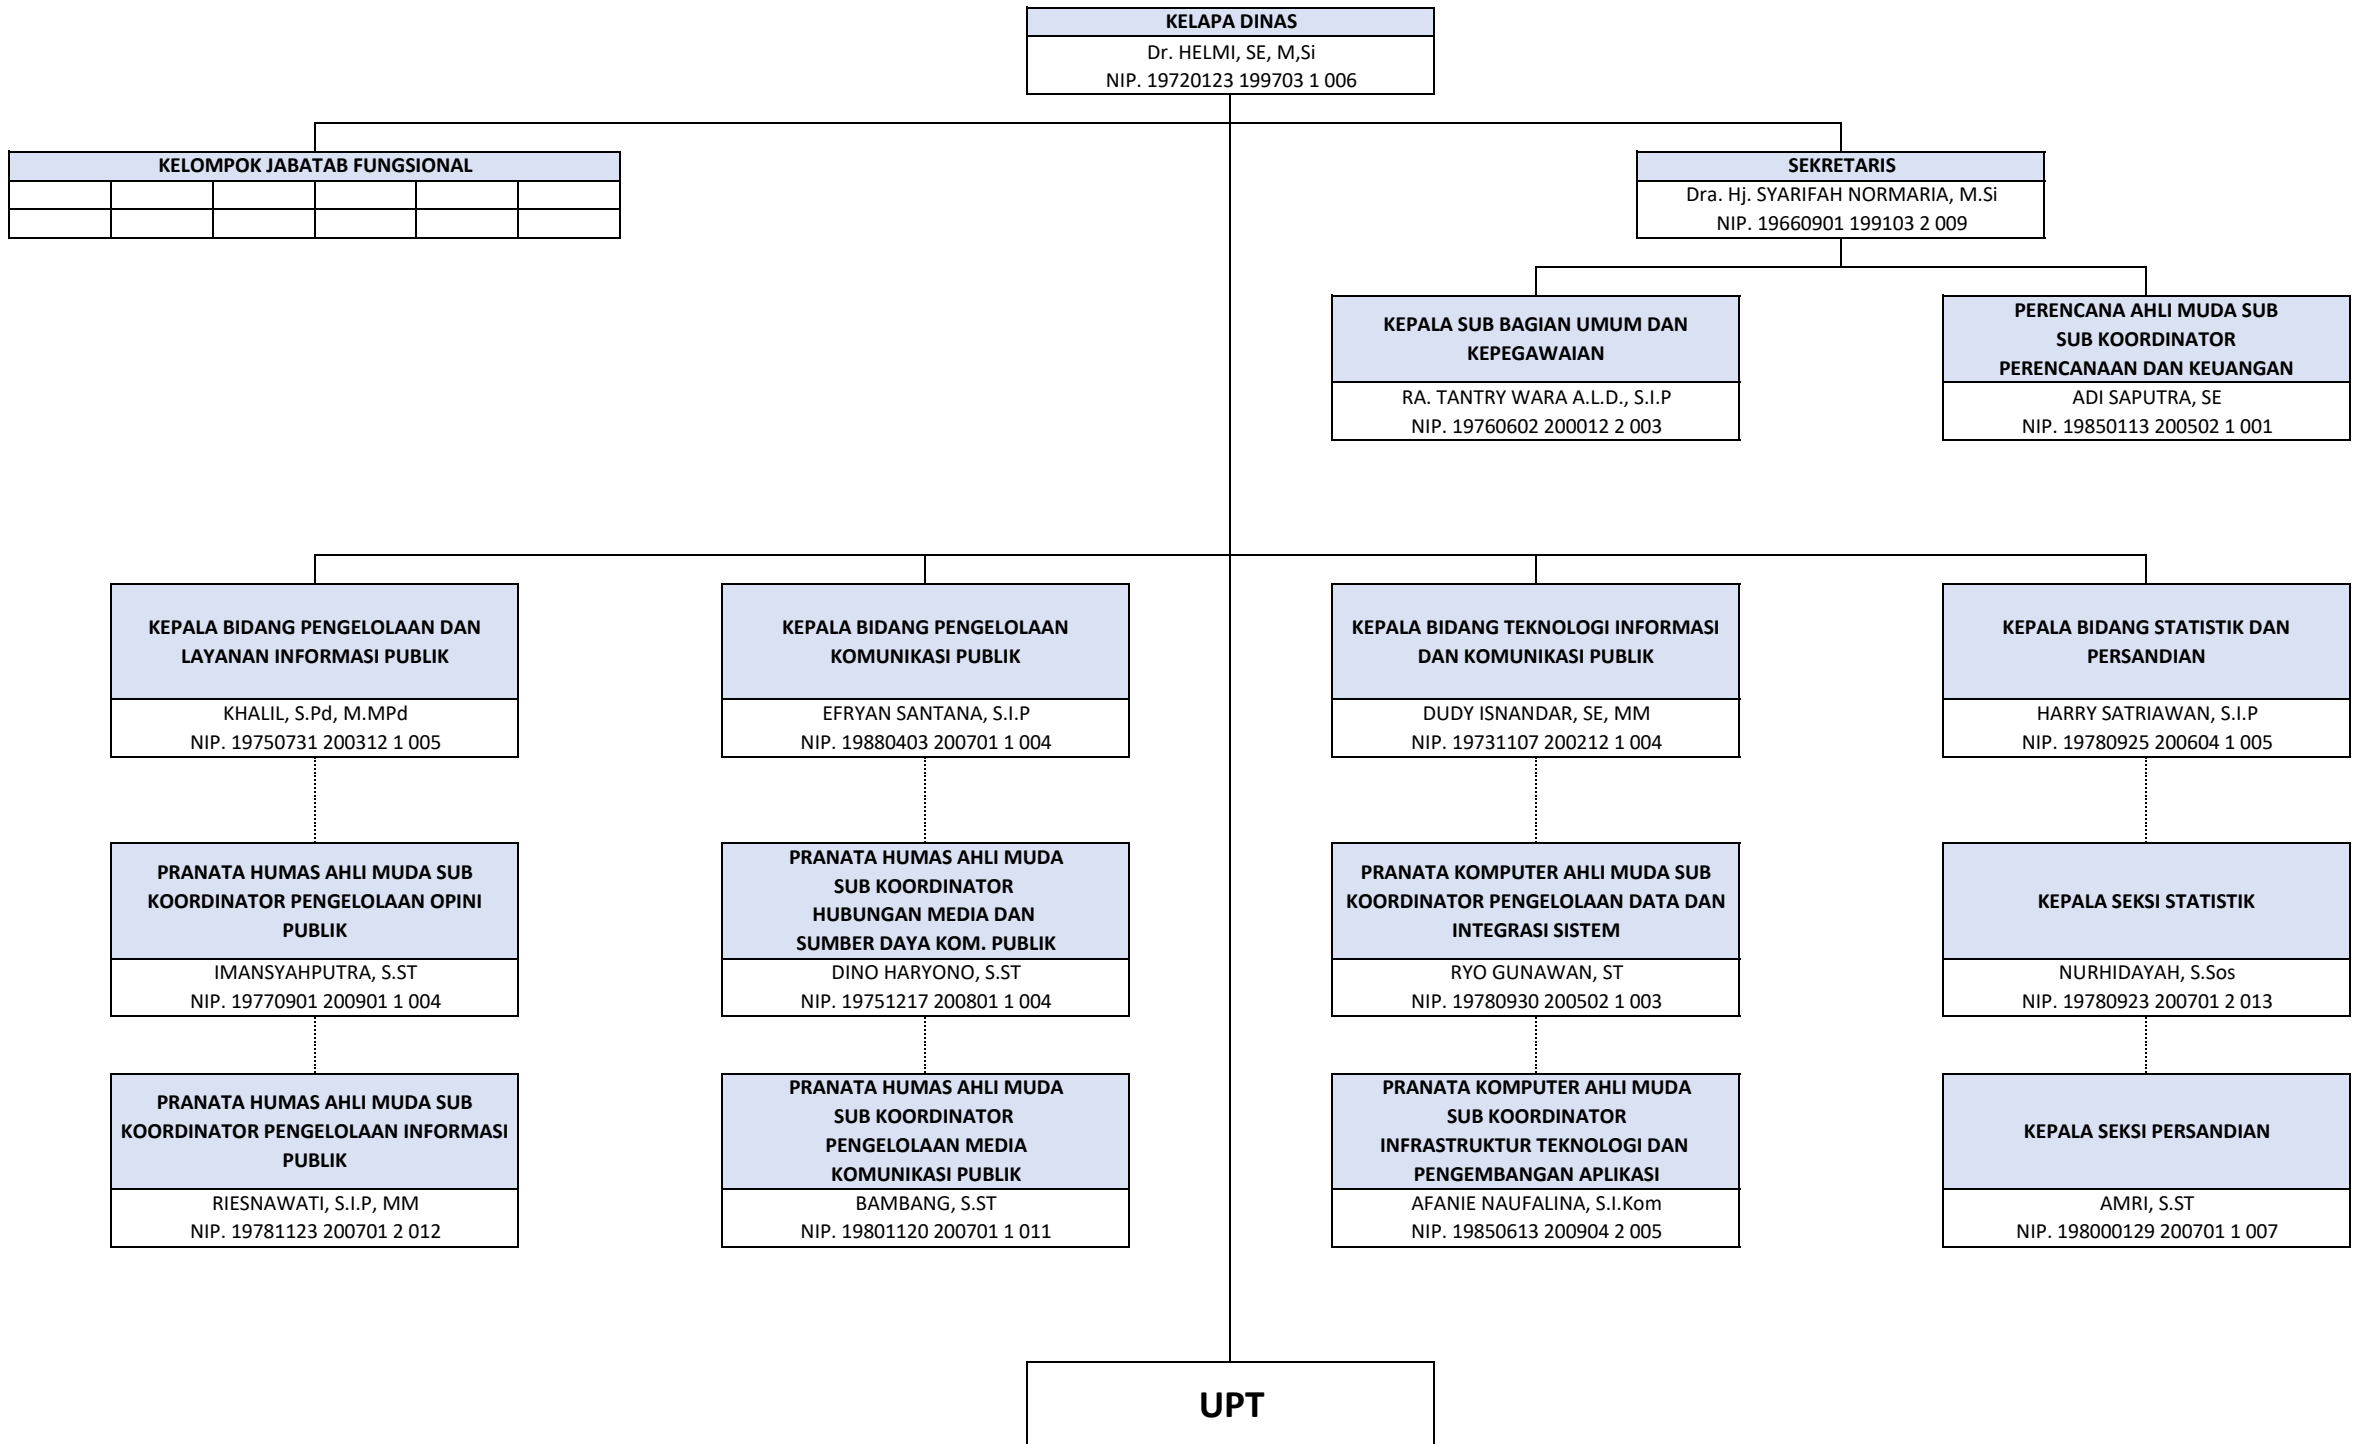 KELAPA DINAS
Dr. HELMI, SE, M,Si
NIP. 19720123 199703 1 006
KELOMPOK JABATAB FUNGSIONAL
SEKRETARIS
Dra. Hj. SYARIFAH NORMARIA, M.Si
NIP. 19660901 199103 2 009
KEPALA SUB BAGIAN UMUM DAN
KEPEGAWAIAN
RA. TANTRY WARA A.L.D., S.I.P
NIP. 19760602 200012 2 003
PERENCANA AHLI MUDA SUB
SUB KOORDINATOR
PERENCANAAN DAN KEUANGAN
ADI SAPUTRA, SE
NIP. 19850113 200502 1 001
KEPALA BIDANG PENGELOLAAN DAN
LAYANAN INFORMASI PUBLIK
KHALIL, S.Pd, M.MPd
NIP. 19750731 200312 1 005
KEPALA BIDANG PENGELOLAAN
KOMUNIKASI PUBLIK
EFRYAN SANTANA, S.I.P
NIP. 19880403 200701 1 004
KEPALA BIDANG TEKNOLOGI INFORMASI
DAN KOMUNIKASI PUBLIK
DUDY ISNANDAR, SE, MM
NIP. 19731107 200212 1 004
KEPALA BIDANG STATISTIK DAN
PERSANDIAN
HARRY SATRIAWAN, S.I.P
NIP. 19780925 200604 1 005
PRANATA HUMAS AHLI MUDA SUB
KOORDINATOR PENGELOLAAN OPINI
PUBLIK
IMANSYAHPUTRA, S.ST
NIP. 19770901 200901 1 004
PRANATA HUMAS AHLI MUDA
SUB KOORDINATOR
HUBUNGAN MEDIA DAN
SUMBER DAYA KOM. PUBLIK
DINO HARYONO, S.ST
NIP. 19751217 200801 1 004
PRANATA KOMPUTER AHLI MUDA SUB
KOORDINATOR PENGELOLAAN DATA DAN
INTEGRASI SISTEM
RYO GUNAWAN, ST
NIP. 19780930 200502 1 003
KEPALA SEKSI STATISTIK
NURHIDAYAH, S.Sos
NIP. 19780923 200701 2 013
PRANATA HUMAS AHLI MUDA SUB
KOORDINATOR PENGELOLAAN INFORMASI
PUBLIK
RIESNAWATI, S.I.P, MM
NIP. 19781123 200701 2 012
PRANATA HUMAS AHLI MUDA
SUB KOORDINATOR
PENGELOLAAN MEDIA
KOMUNIKASI PUBLIK
BAMBANG, S.ST
NIP. 19801120 200701 1 011
PRANATA KOMPUTER AHLI MUDA
SUB KOORDINATOR
INFRASTRUKTUR TEKNOLOGI DAN
PENGEMBANGAN APLIKASI
AFANIE NAUFALINA, S.I.Kom
NIP. 19850613 200904 2 005
KEPALA SEKSI PERSANDIAN
AMRI, S.ST
NIP. 198000129 200701 1 007
UPT